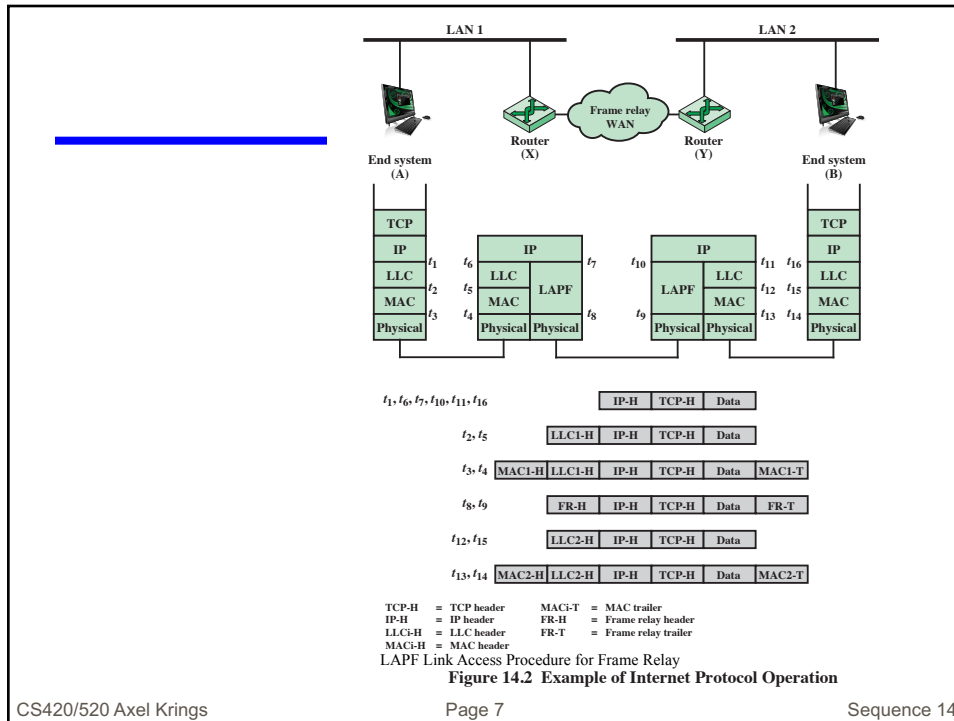 LAN 1 LAN 2
Frame relay
WAN
Router
(X)
Router
(Y)
End system
(A)
End system
(B)
TCP TCP
IP IP IP IP
t1 t6 t7 t10 t11 t16
LLC LLC LAPF LAPF LLC LLC
t2 t5 t12 t15
MAC MAC MAC MAC
t3 t4 t8 t9 t13 t14
Physical Physical Physical Physical Physical Physical
t1, t6, t7, t10, t11, t16 IP-H TCP-H Data
t2, t5 LLC1-H IP-H TCP-H Data
t3, t4 MAC1-H LLC1-H IP-H TCP-H Data MAC1-T
t8, t9 FR-H IP-H TCP-H Data FR-T
t12, t15 LLC2-H IP-H TCP-H Data
t13, t14 MAC2-H LLC2-H IP-H TCP-H Data MAC2-T
TCP-H = TCP header MACi-T = MAC trailer
IP-H = IP header FR-H = Frame relay header
LLCi-H = LLC header FR-T = Frame relay trailer
MACi-H = MAC header
LAPF Link Access Procedure for Frame Relay
Figure 14.2 Example of Internet Protocol Operation
CS420/520 Axel Krings Page 7 Sequence 14